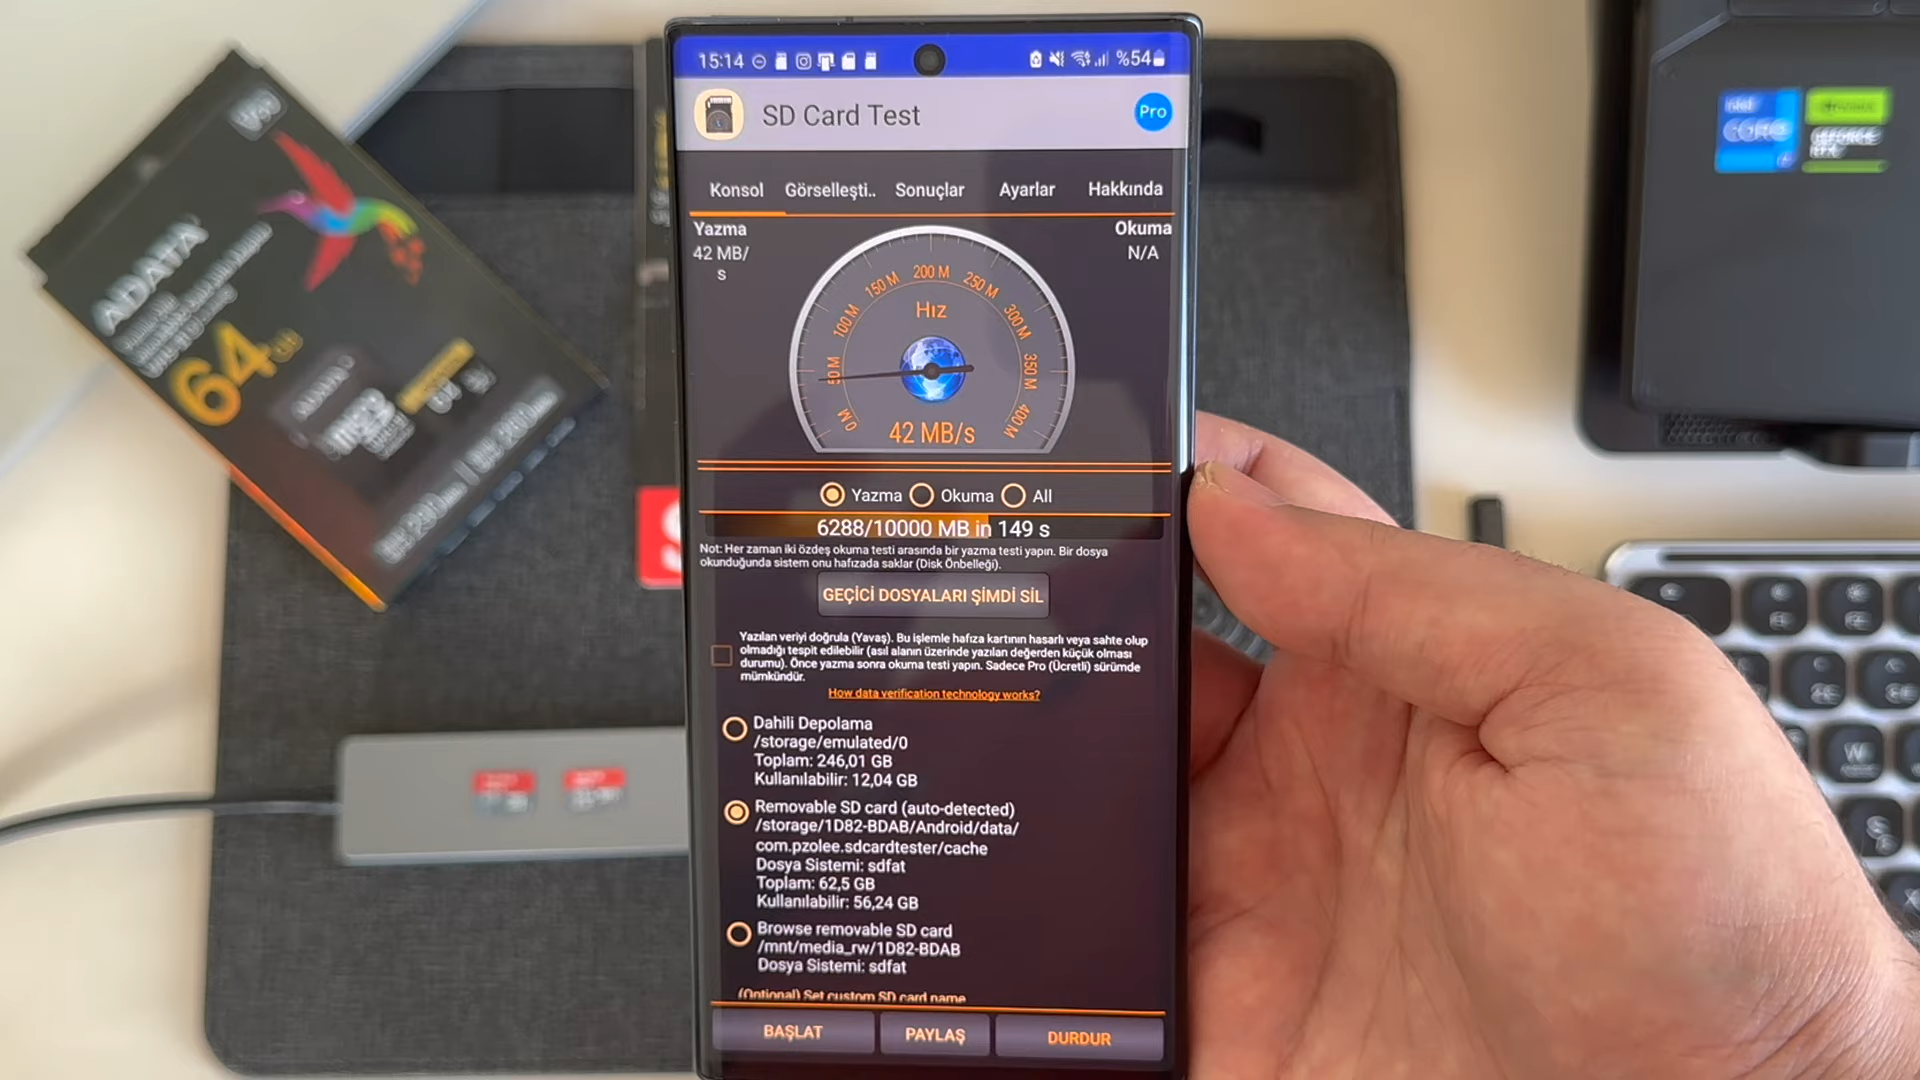 15:14
%54
SD Card Test
Pro
Konsol
Görselleşti..
Sonuçlar
Ayarlar
Hakkında
Yazma
42 MB/
s
Okuma
N/A
0 M
50 M
100 M
150 M
200 M
250 M
300 M
350 M
400 M
Hız
42 MB/s
Yazma
Okuma
All
6288/10000 MB in 149 s
Not: Her zaman iki özdeş okuma testi arasında bir yazma testi yapın. Bir dosya
okunduğunda sistem onu hafızada saklar (Disk Önbelleği).
GEÇİCİ DOSYALARI ŞİMDİ SİL
Yazılan veriyi doğrula (Yavaş). Bu işlemle hafıza kartının hasarlı veya sahte olup
olmadığı tespit edilebilir (asıl alanın üzerinde yazılan değerden küçük olması
durumu). Önce yazma sonra okuma testi yapın. Sadece Pro (Ücretli) sürümde
mümkündür.
How data verification technology works?
Dahili Depolama
/storage/emulated/0
Toplam: 246,01 GB
Kullanılabilir: 12,04 GB
Removable SD card (auto-detected)
/storage/1D82-BDAB/Android/data/
com.pzolee.sdcardtester/cache
Dosya Sistemi: sdfat
Toplam: 62,5 GB
Kullanılabilir: 56,24 GB
Browse removable SD card
/mnt/media_rw/1D82-BDAB
Dosya Sistemi: sdfat
(Optional) Set custom SD card name
BAŞLAT
PAYLAŞ
DURDUR
ADATA
64
intel
CORE
GEFORCE